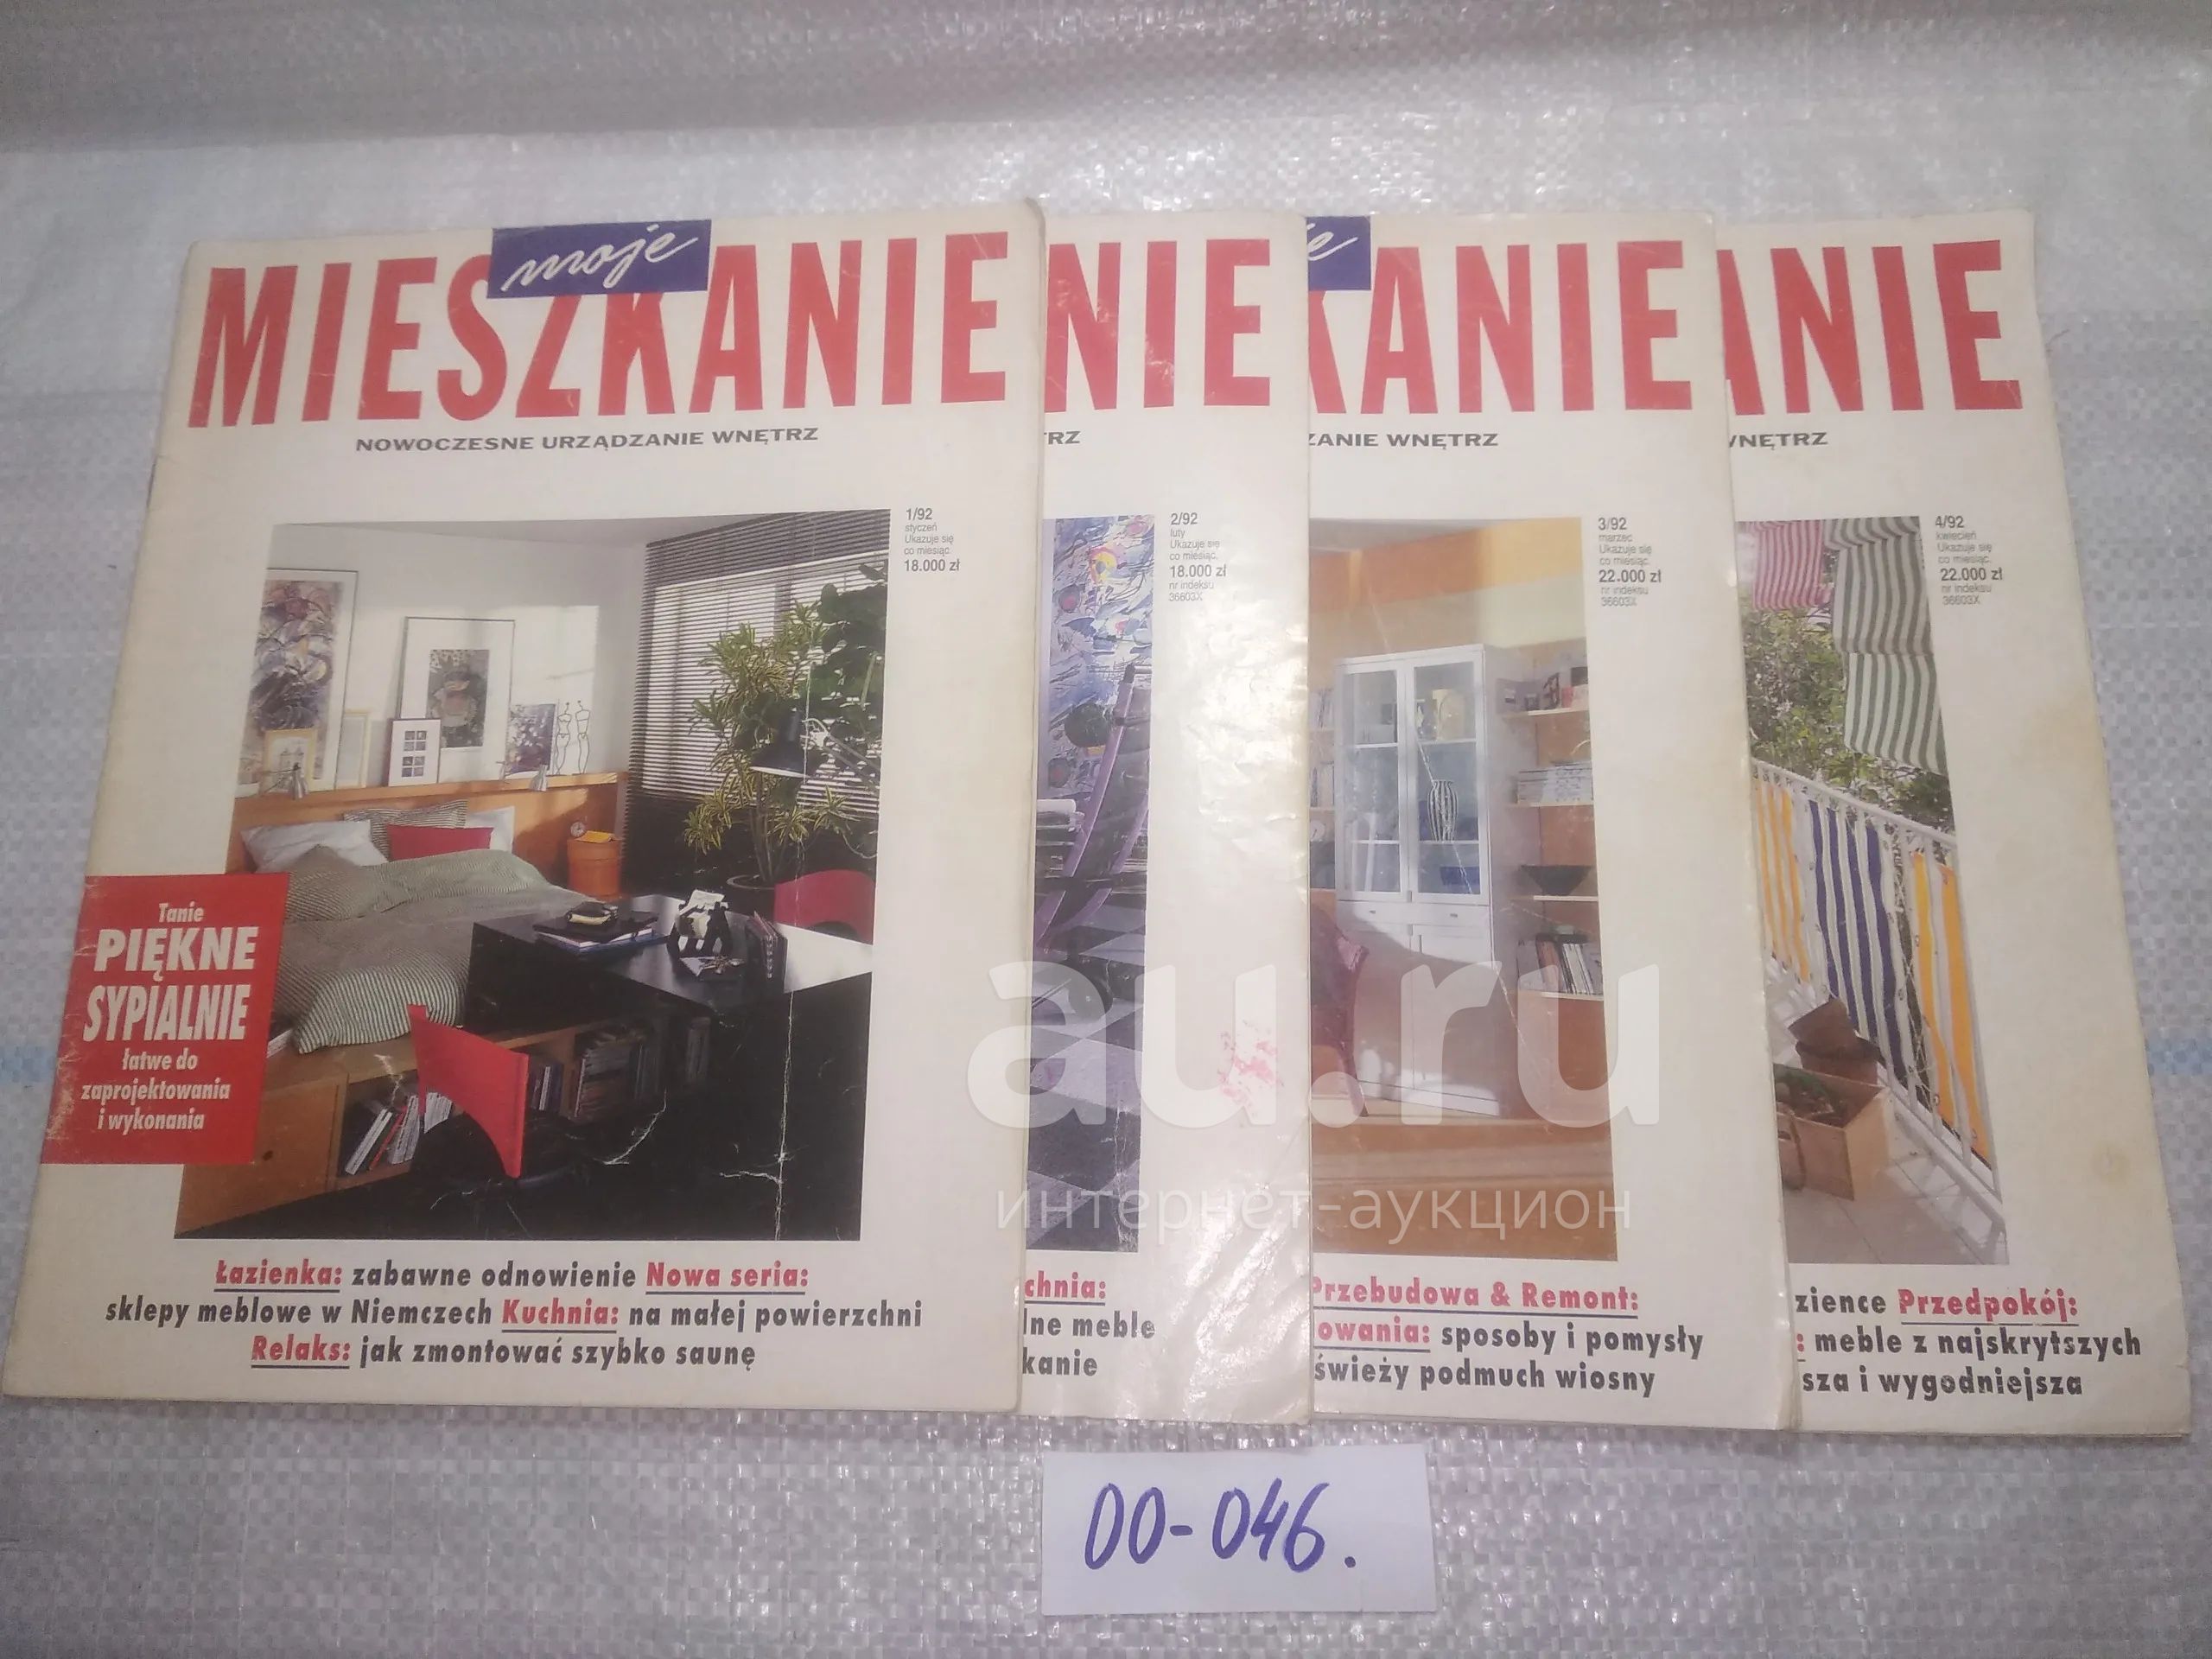 moje
MIESZKANIE
NOWOCZESNE URZĄDZANIE WNĘTRZ
1/92
styczeń
Ukazuje się
co miesiąc.
18.000 zł
Tanie
PIĘKNE
SYPIALNIE
łatwe do
zaprojektowania
i wykonania
Łazienka: zabawne odnowienie Nowa seria:
sklepy meblowe w Niemczech Kuchnia: na małej powierzchni
Relaks: jak zmontować szybko saunę
NIE
TRZ
2/92
luty
Ukazuje się
co miesiąc.
18.000 zł
nr indeksu
36603X
chnia:
lne meble
kanie
je
KANIE
ZANIE WNĘTRZ
3/92
marzec
Ukazuje się
co miesiąc.
22.000 zł
nr indeksu
36603X
Przebudowa & Remont:
owania: sposoby i pomysły
świeży podmuch wiosny
ANIE
WNĘTRZ
4/92
kwiecień
Ukazuje się
co miesiąc.
22.000 zł
nr indeksu
36603X
zience Przedpokój:
: meble z najskrytszych
sza i wygodniejsza
au.ru
интернет-аукцион
00-046.